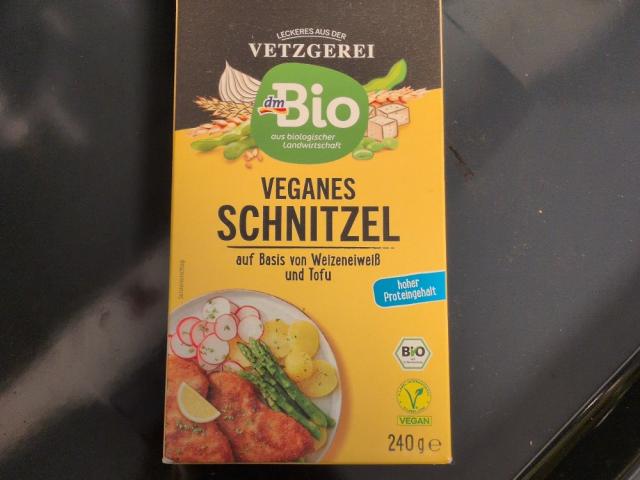 LECKERES AUS DER
VETZGEREI
dm
Bio
aus biologischer
Landwirtschaft
VEGANES
SCHNITZEL
auf Basis von Weizeneiweiß
und Tofu
hoher
Proteingehalt
BIO
VEGAN
240 g e